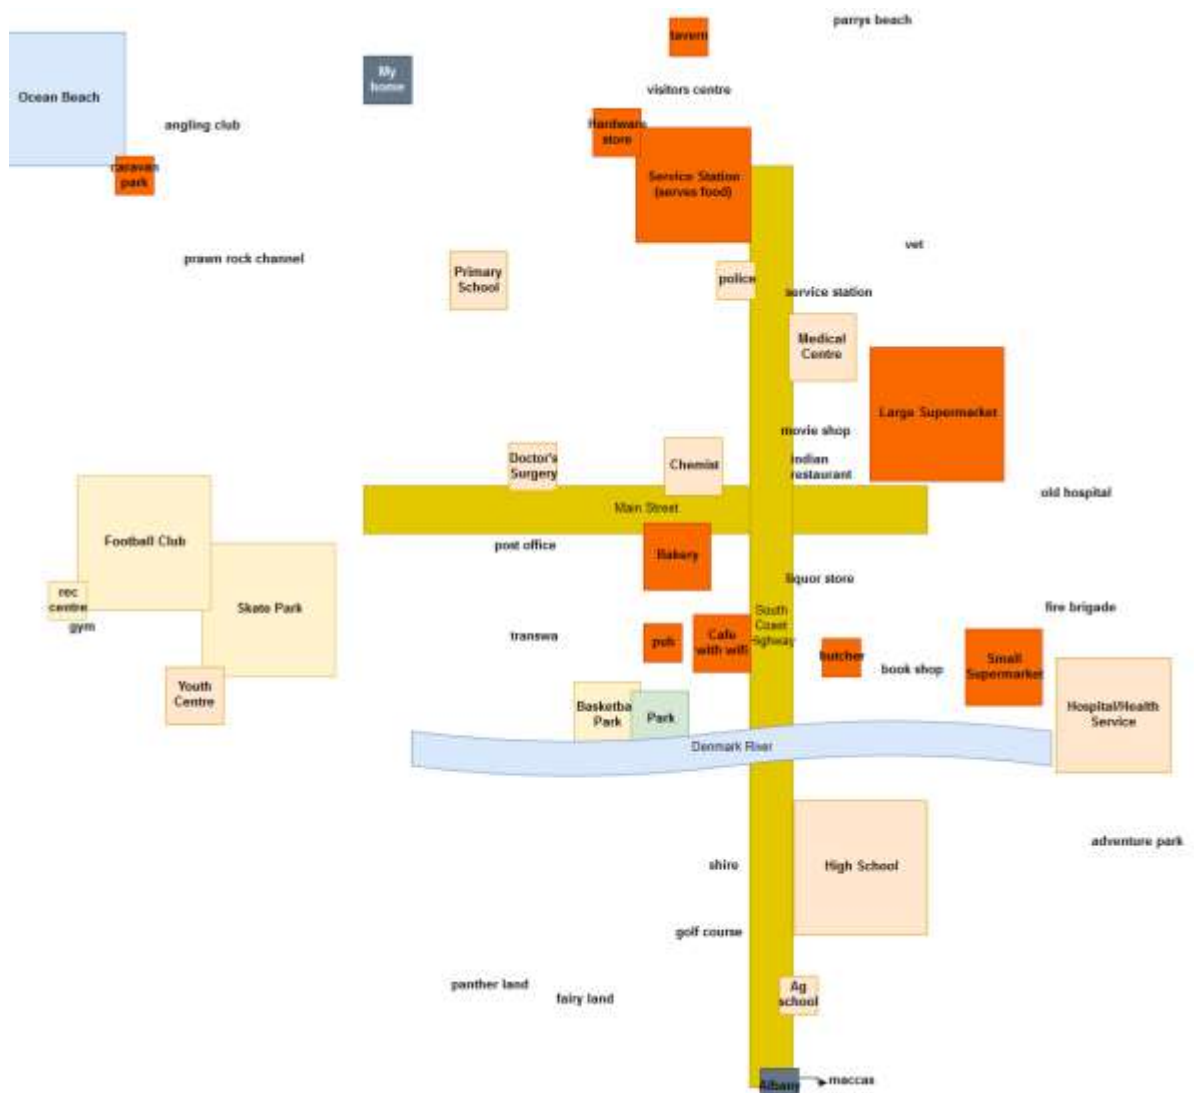 parrys beach
tavern
My
home
visitors centre
Ocean Beach
angling club
Hardware
store
caravan
park
Service Station
(serves food)
vet
prawn rock channel
Primary
School
police
service station
Medical
Centre
Large Supermarket
movie shop
Doctor's
Surgery
Chemist
indian
restaurant
old hospital
Main Street
Football Club
post office
Bakery
liquor store
rec
centre
gym
Skate Park
South
Coast
Highway
fire brigade
transwa
pub
Cafe
with wifi
butcher
book shop
Small
Supermarket
Youth
Centre
Basketba
Park
Park
Hospital/Health
Service
Denmark River
adventure park
shire
High School
golf course
panther land
fairy land
Ag
school
Albany
maccas